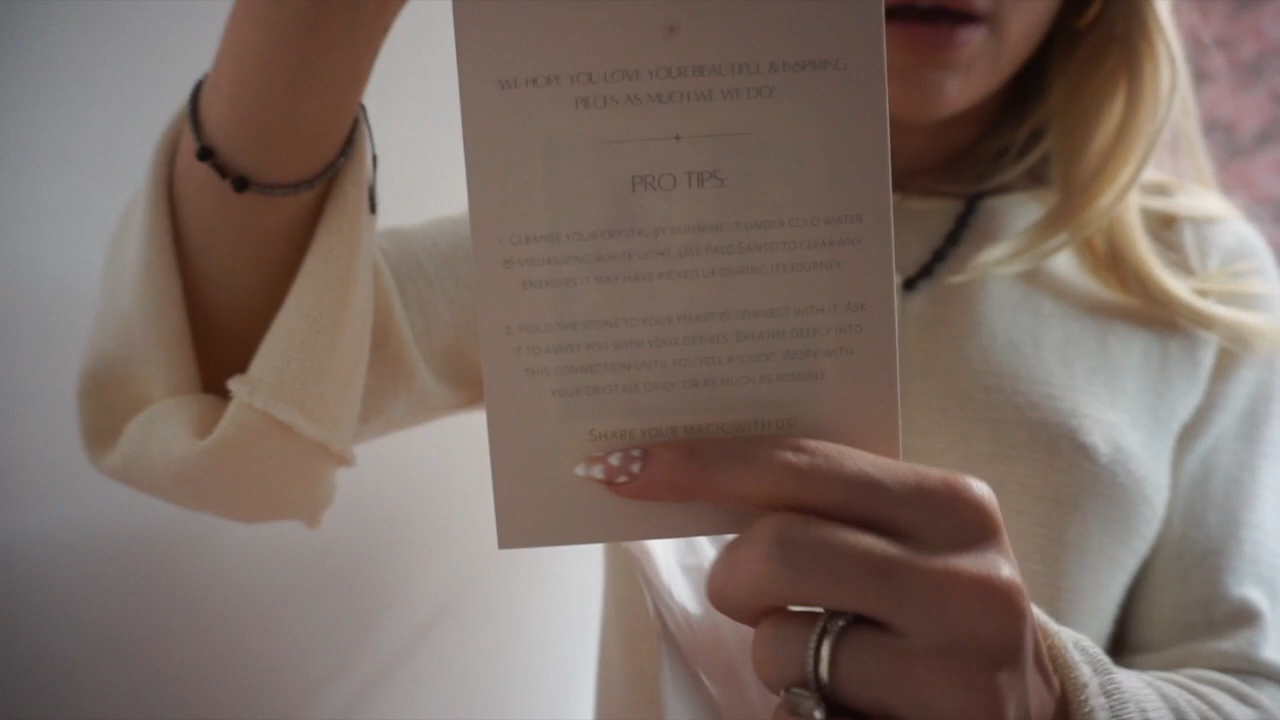 WE HOPE YOU LOVE YOUR BEAUTIFUL & INSPIRING
PIECES AS MUCH WE WE DO!
PRO TIPS:
1. CLEANSE YOUR CRYSTAL BY RUNNING IT UNDER COLD WATER
& VISUALIZING WHITE LIGHT. USE PALO SANTO TO CLEAR ANY
ENERGIES IT MAY HAVE PICKED UP DURING ITS JOURNEY.
2. HOLD THE STONE TO YOUR HEART & CONNECT WITH IT. ASK
IT TO ASSIST YOU WITH YOUR DESIRES. BREATHE DEEPLY INTO
THIS CONNECTION UNTIL YOU FEEL A "CLICK". WORK WITH
YOUR CRYSTALS DAILY, OR AS MUCH AS POSSIBLE.
SHARE YOUR MAGIC WITH US!